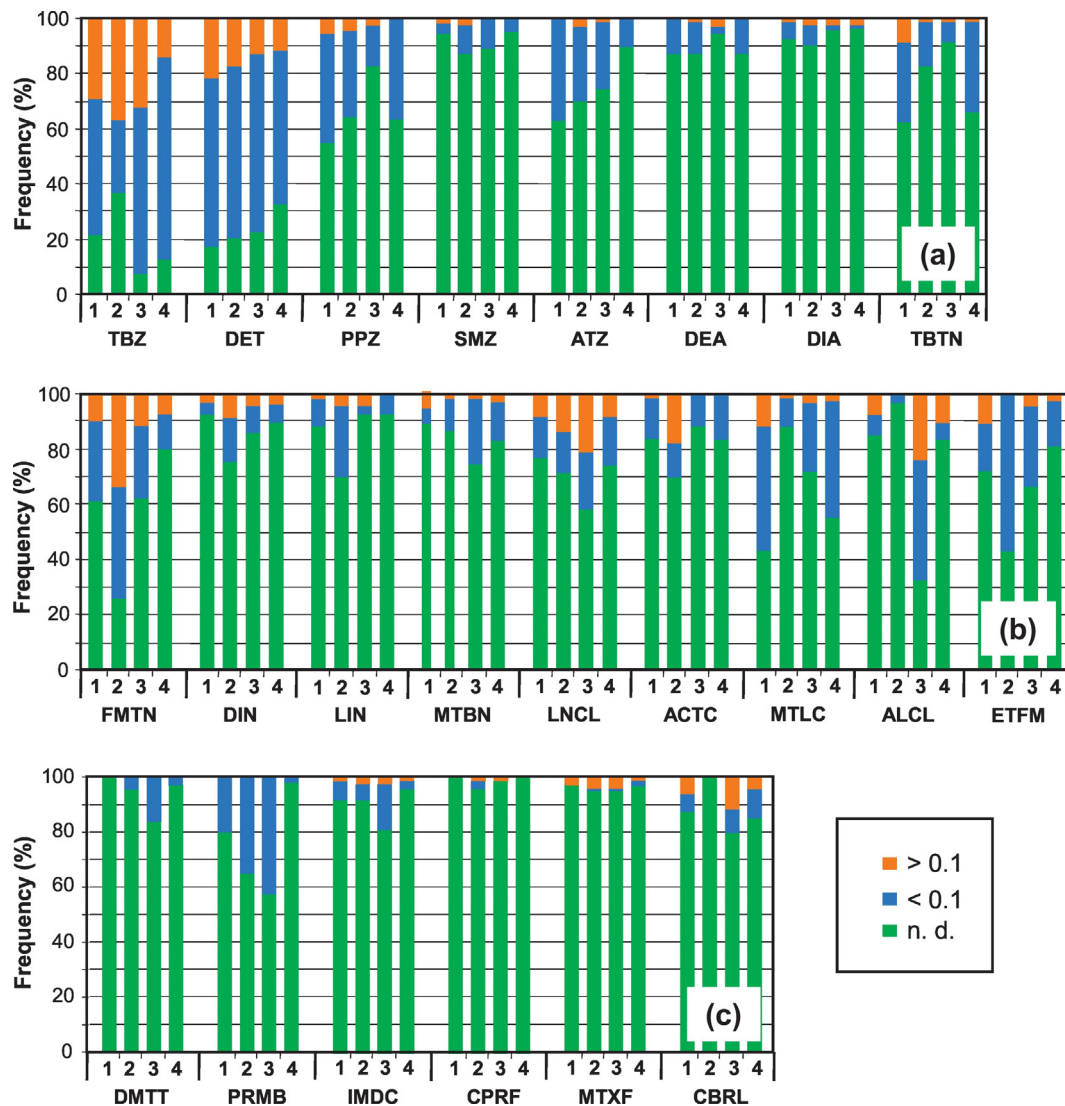 Frequency (%)
100
80
60
40
20
0
(a)
1 2 3 4 1 2 3 4 1 2 3 4 1 2 3 4 1 2 3 4 1 2 3 4 1 2 3 4 1 2 3 4
TBZ DET PPZ SMZ ATZ DEA DIA TBTN
Frequency (%)
100
80
60
40
20
0
(b)
1 2 3 4 1 2 3 4 1 2 3 4 1 2 3 4 1 2 3 4 1 2 3 4 1 2 3 4 1 2 3 4 1 2 3 4
FMTN DIN LIN MTBN LNCL ACTC MTLC ALCL ETFM
Frequency (%)
100
80
60
40
20
0
(c)
1 2 3 4 1 2 3 4 1 2 3 4 1 2 3 4 1 2 3 4 1 2 3 4
DMTT PRMB IMDC CPRF MTXF CBRL
> 0.1
< 0.1
n. d.